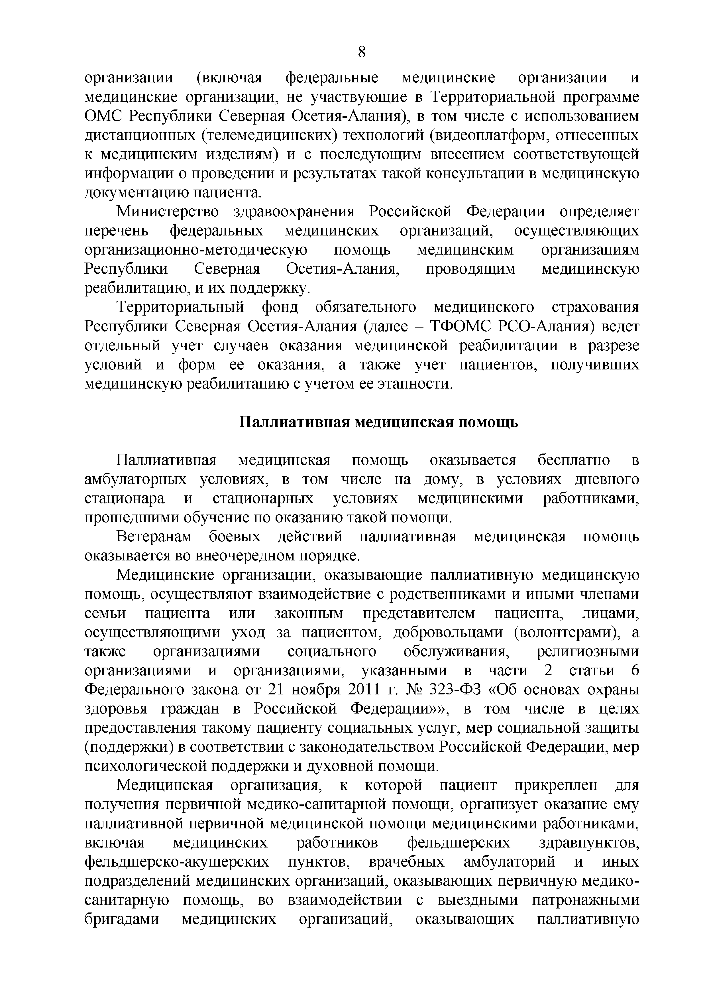 8
организации (включая федеральные медицинские организации и
медицинские организации, не участвующие в Территориальной программе
ОМС Республики Северная Осетия-Алания), в том числе с использованием
дистанционных (телемедицинских) технологий (видеоплатформ, отнесенных
к медицинским изделиям) и с последующим внесением соответствующей
информации о проведении и результатах такой консультации в медицинскую
документацию пациента.
Министерство здравоохранения Российской Федерации определяет
перечень федеральных медицинских организаций, осуществляющих
организационно-методическую помощь медицинским организациям
Республики Северная Осетия-Алания, проводящим медицинскую
реабилитацию, и их поддержку.
Территориальный фонд обязательного медицинского страхования
Республики Северная Осетия-Алания (далее – ТФОМС РСО-Алания) ведет
отдельный учет случаев оказания медицинской реабилитации в разрезе
условий и форм ее оказания, а также учет пациентов, получивших
медицинскую реабилитацию с учетом ее этапности.
Паллиативная медицинская помощь
Паллиативная медицинская помощь оказывается бесплатно в
амбулаторных условиях, в том числе на дому, в условиях дневного
стационара и стационарных условиях медицинскими работниками,
прошедшими обучение по оказанию такой помощи.
Ветеранам боевых действий паллиативная медицинская помощь
оказывается во внеочередном порядке.
Медицинские организации, оказывающие паллиативную медицинскую
помощь, осуществляют взаимодействие с родственниками и иными членами
семьи пациента или законным представителем пациента, лицами,
осуществляющими уход за пациентом, добровольцами (волонтерами), а
также организациями социального обслуживания, религиозными
организациями и организациями, указанными в части 2 статьи 6
Федерального закона от 21 ноября 2011 г. № 323-ФЗ «Об основах охраны
здоровья граждан в Российской Федерации»», в том числе в целях
предоставления такому пациенту социальных услуг, мер социальной защиты
(поддержки) в соответствии с законодательством Российской Федерации, мер
психологической поддержки и духовной помощи.
Медицинская организация, к которой пациент прикреплен для
получения первичной медико-санитарной помощи, организует оказание ему
паллиативной первичной медицинской помощи медицинскими работниками,
включая медицинских работников фельдшерских здравпунктов,
фельдшерско-акушерских пунктов, врачебных амбулаторий и иных
подразделений медицинских организаций, оказывающих первичную медико-
санитарную помощь, во взаимодействии с выездными патронажными
бригадами медицинских организаций, оказывающих паллиативную